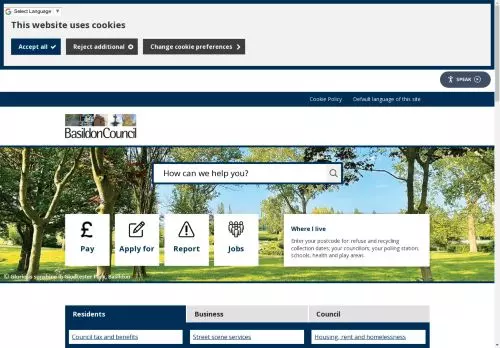 Select Language ▼
This website uses cookies
Accept all
Reject additional
Change cookie preferences
SPEAK
Cookie Policy
Default language of this site
BasildonCouncil
How can we help you?
Pay
Apply for
Report
Jobs
Where I live
Enter your postcode for: refuse and recycling
collection dates; your councillors; your polling station;
schools, health and play areas.
© Glorious sunshine in Gloucester Park, Basildon
Residents
Business
Council
Council tax and benefits
Street scene services
Housing, rent and homelessness